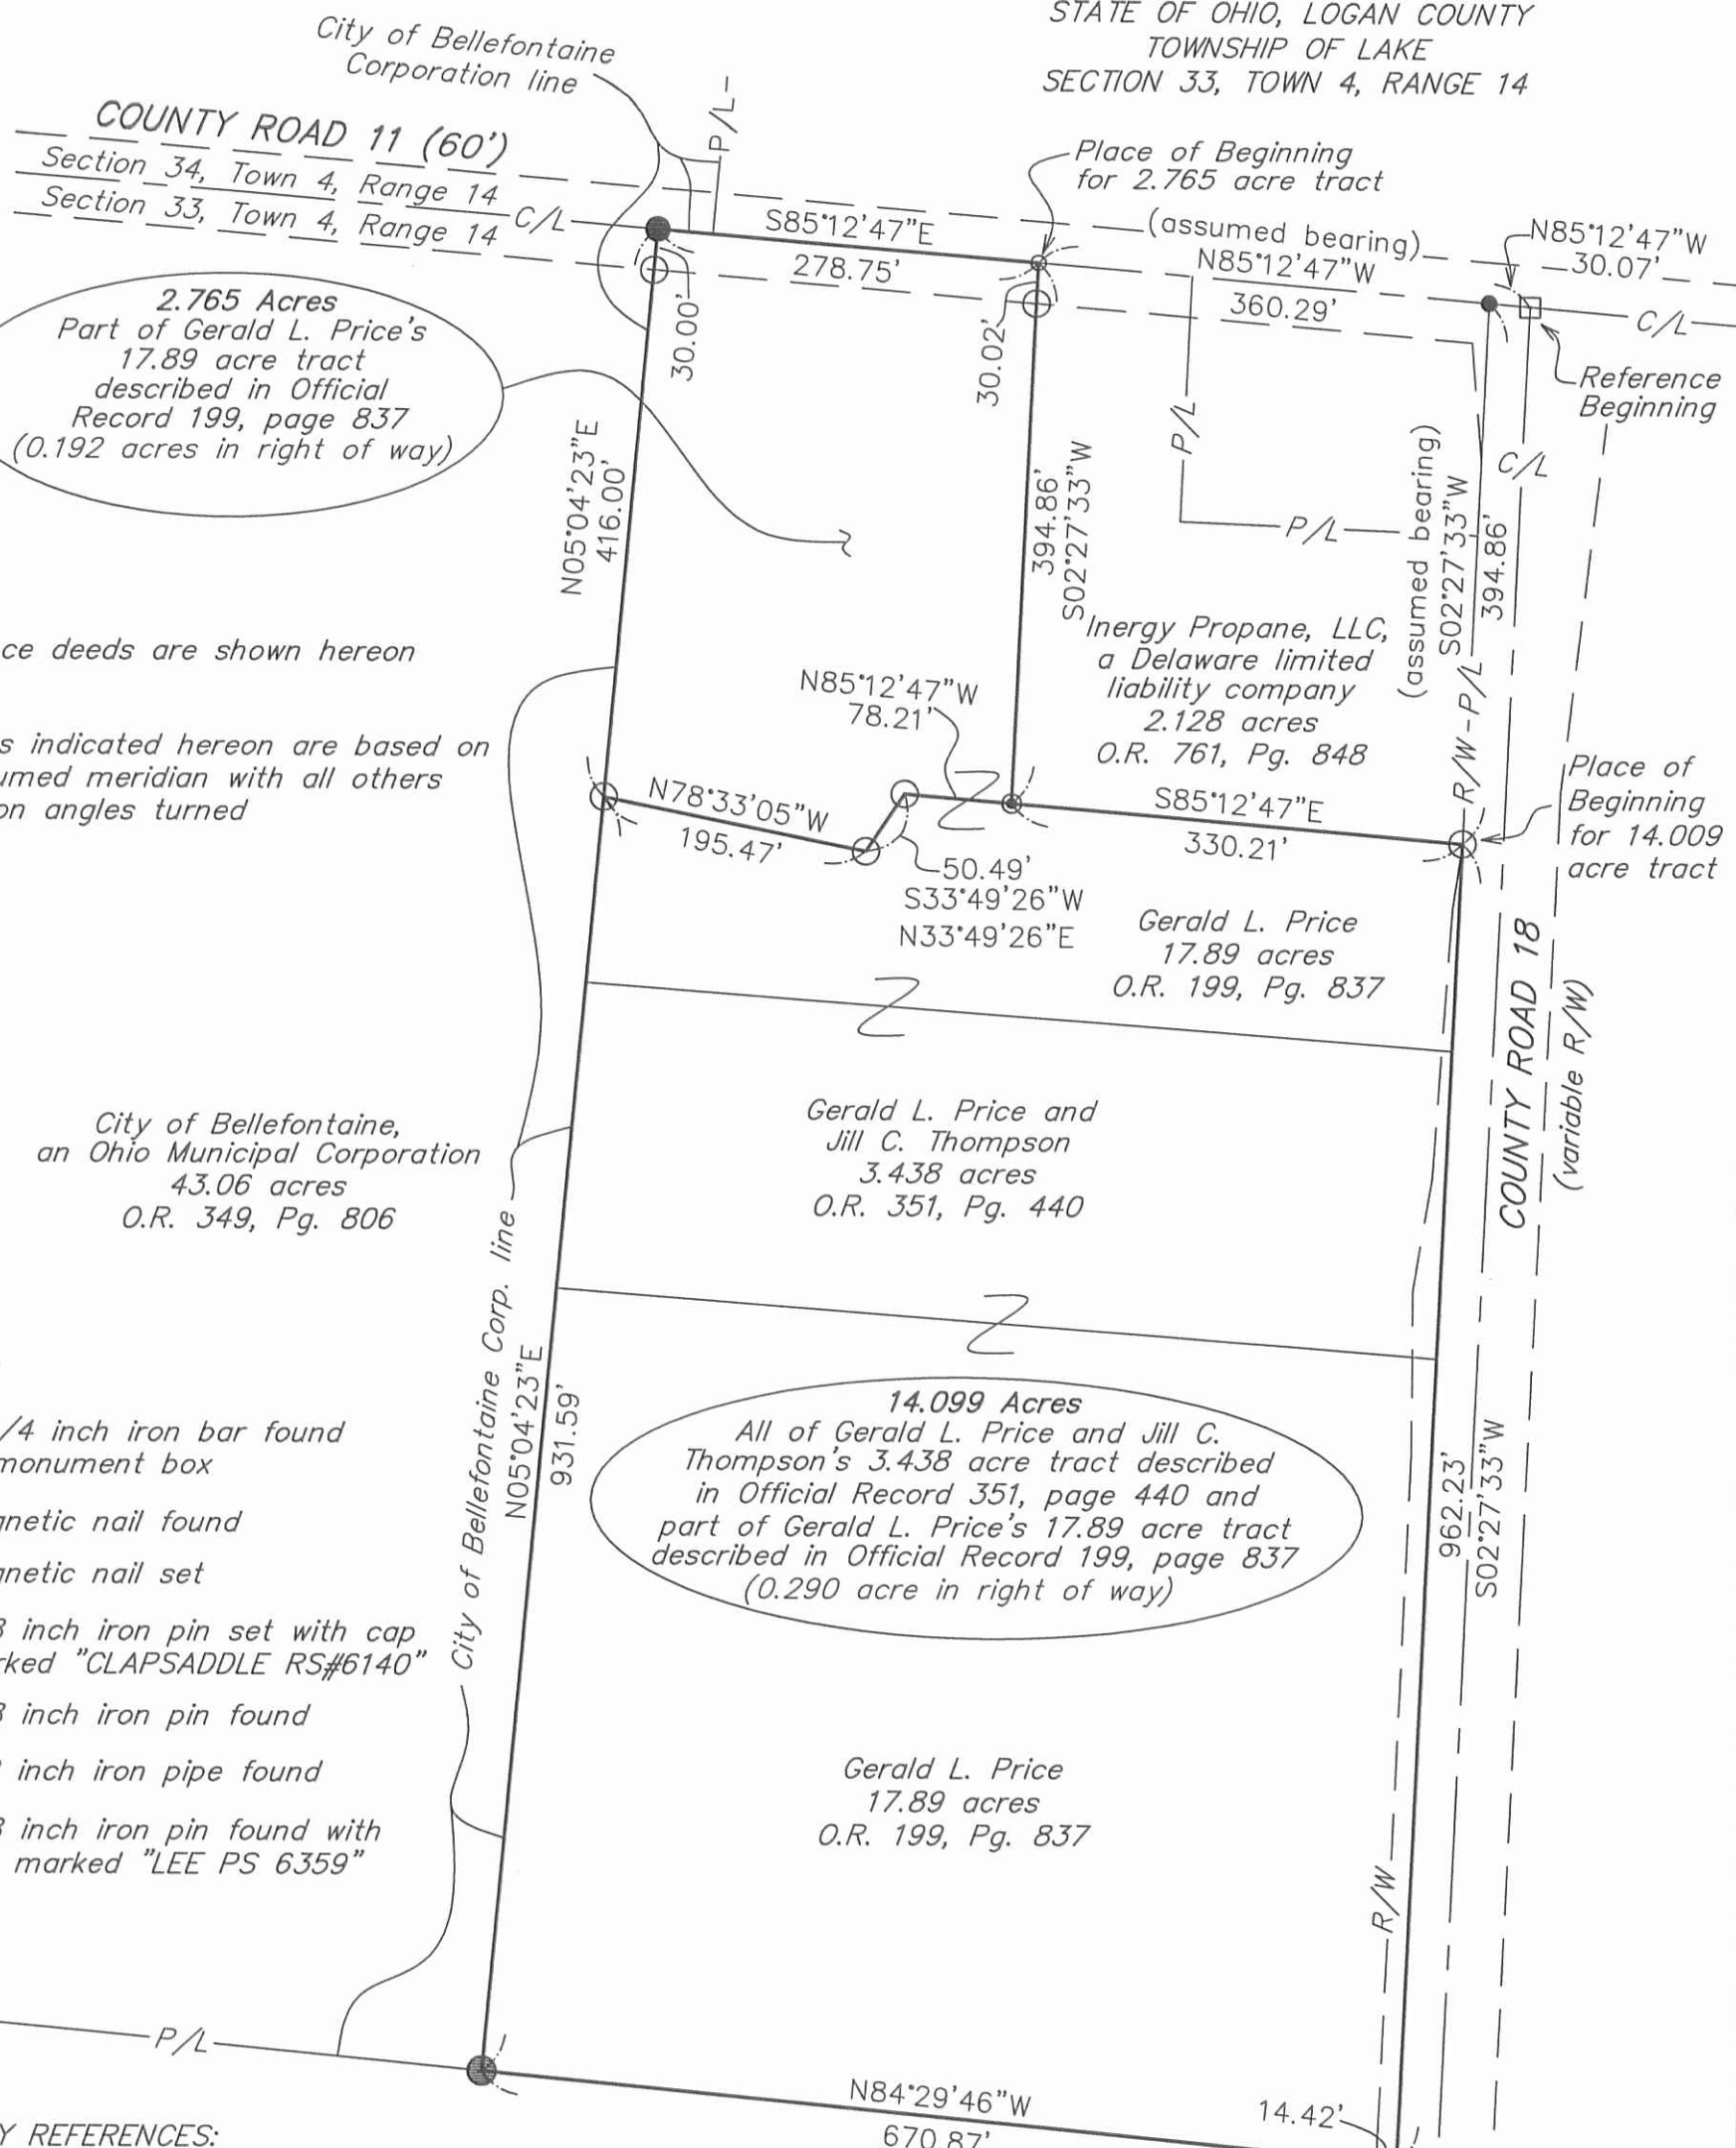 STATE OF OHIO, LOGAN COUNTY
TOWNSHIP OF LAKE
SECTION 33, TOWN 4, RANGE 14
City of Bellefontaine
Corporation line
P/L
COUNTY ROAD 11 (60')
Section 34, Town 4, Range 14
Section 33, Town 4, Range 14
C/L
Place of Beginning
for 2.765 acre tract
S85°12'47"E
278.75'
(assumed bearing)
N85°12'47"W
360.29'
N85°12'47"W
30.07'
C/L
Reference
Beginning
2.765 Acres
Part of Gerald L. Price's
17.89 acre tract
described in Official
Record 199, page 837
(0.192 acres in right of way)
30.00'
30.02'
N05°04'23"E
416.00'
394.86'
S02°27'33"W
P/L
P/L
(assumed bearing)
S02°27'33"W
394.86'
C/L
R/W-P/L
ce deeds are shown hereon
s indicated hereon are based on
umed meridian with all others
on angles turned
Inergy Propane, LLC,
a Delaware limited
liability company
2.128 acres
O.R. 761, Pg. 848
N85°12'47"W
78.21'
N78°33'05"W
195.47'
50.49'
S33°49'26"W
N33°49'26"E
S85°12'47"E
330.21'
Place of
Beginning
for 14.009
acre tract
Gerald L. Price
17.89 acres
O.R. 199, Pg. 837
COUNTY ROAD 18
(variable R/W)
City of Bellefontaine,
an Ohio Municipal Corporation
43.06 acres
O.R. 349, Pg. 806
Gerald L. Price and
Jill C. Thompson
3.438 acres
O.R. 351, Pg. 440
City of Bellefontaine Corp. line
N05°04'23"E
931.59'
14.099 Acres
All of Gerald L. Price and Jill C.
Thompson's 3.438 acre tract described
in Official Record 351, page 440 and
part of Gerald L. Price's 17.89 acre tract
described in Official Record 199, page 837
(0.290 acre in right of way)
962.23'
S02°27'33"W
/4 inch iron bar found
monument box
gnetic nail found
gnetic nail set
8 inch iron pin set with cap
rked "CLAPSADDLE RS#6140"
8 inch iron pin found
inch iron pipe found
8 inch iron pin found with
marked "LEE PS 6359"
Gerald L. Price
17.89 acres
O.R. 199, Pg. 837
R/W
P/L
N84°29'46"W
670.87'
14.42'
Y REFERENCES: